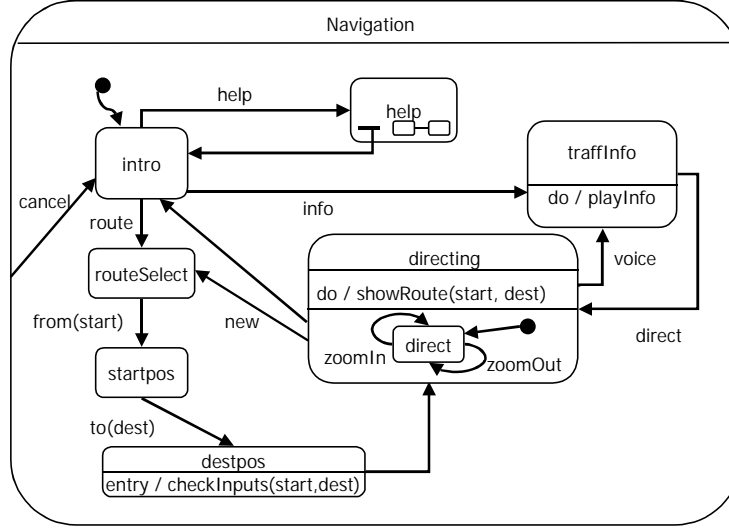 Navigation
help
help
intro
traffInfo
do / playInfo
cancel
route
info
directing
voice
routeSelect
do / showRoute(start, dest)
from(start)
new
direct
direct
zoomIn
zoomOut
startpos
to(dest)
destpos
entry / checkInputs(start,dest)